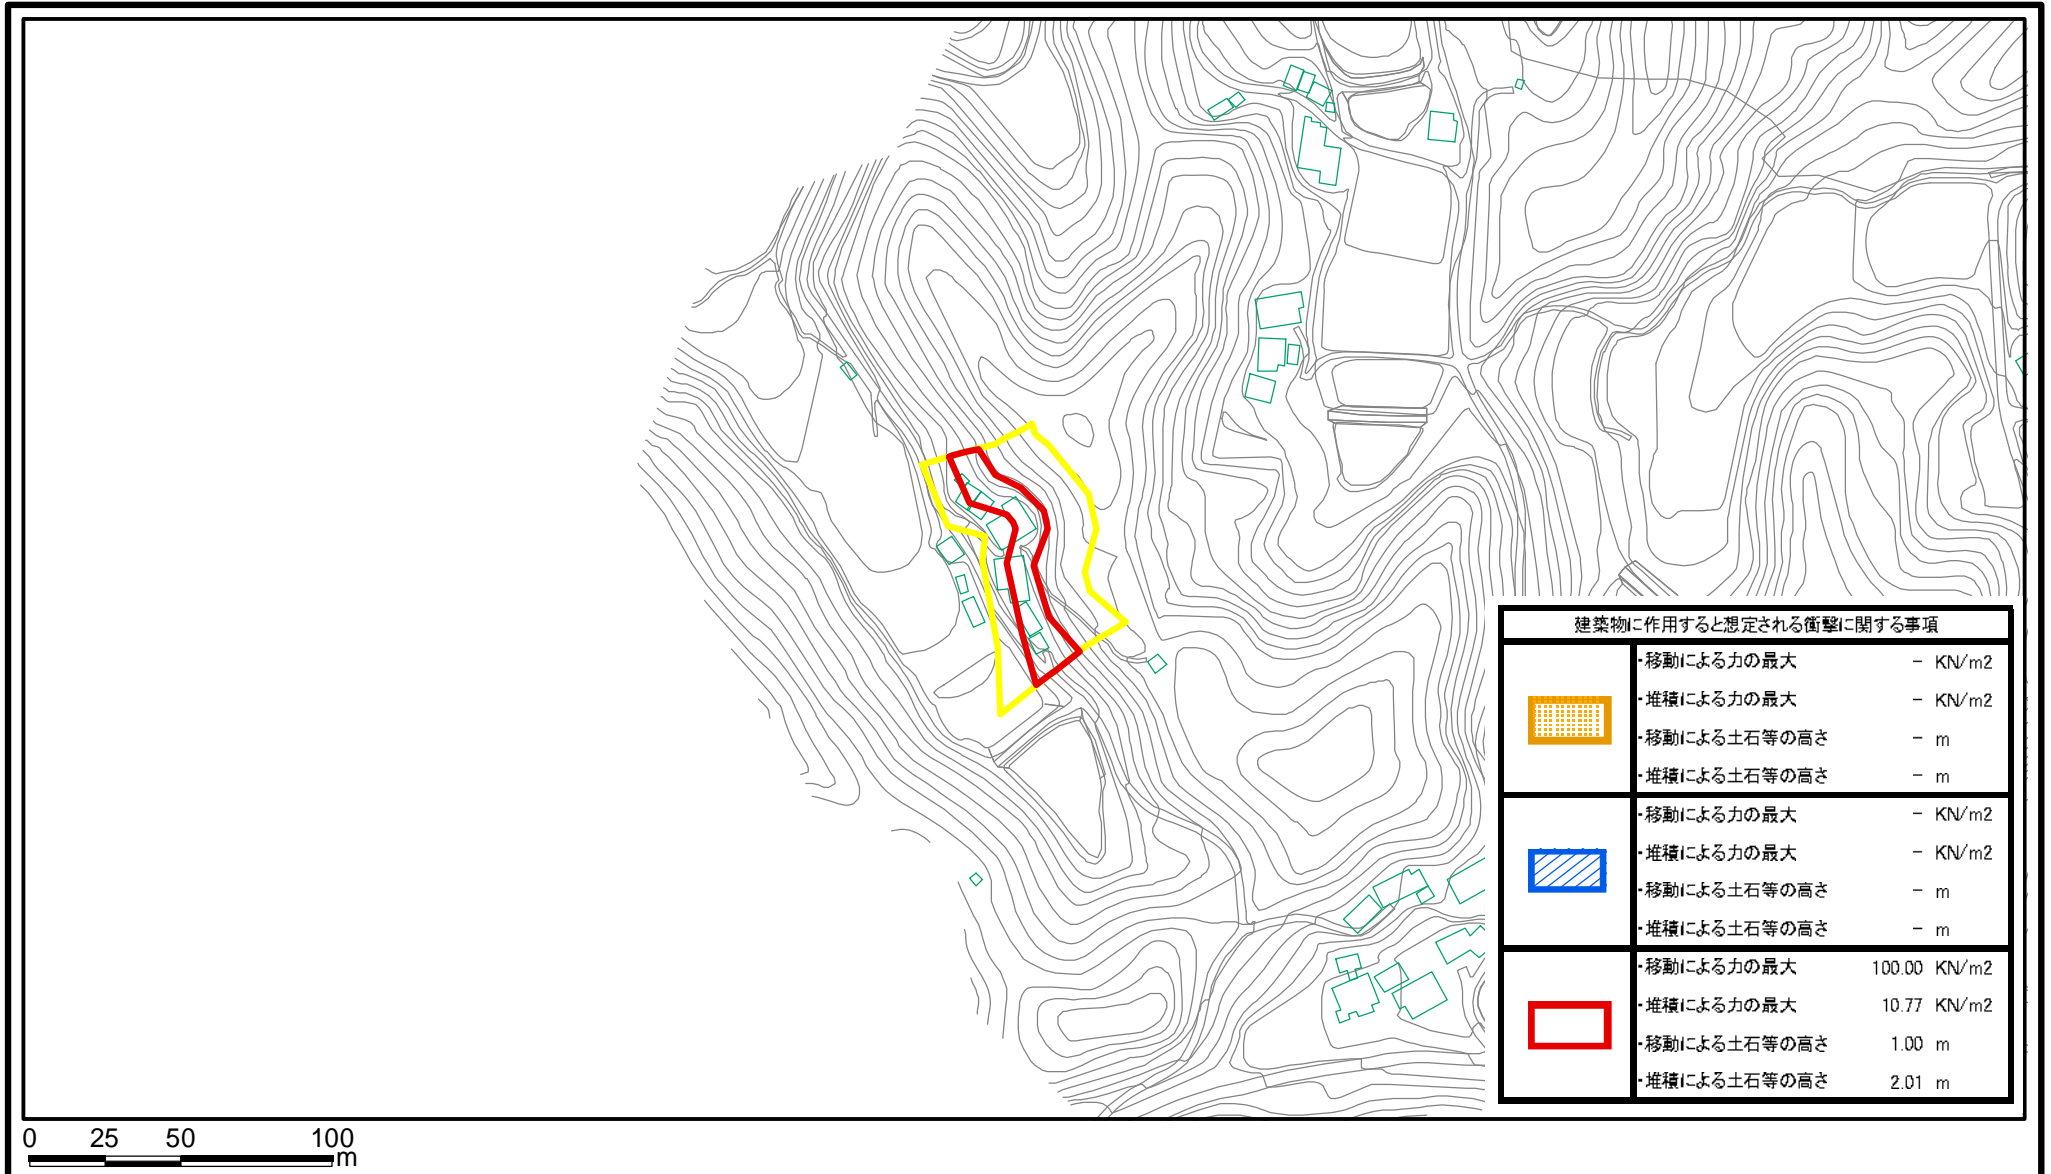 建築物に作用すると想定される衝撃に関する事項
・移動による力の最大 － KN/m2
・堆積による力の最大 － KN/m2
・移動による土石等の高さ － m
・堆積による土石等の高さ － m
・移動による力の最大 － KN/m2
・堆積による力の最大 － KN/m2
・移動による土石等の高さ － m
・堆積による土石等の高さ － m
・移動による力の最大 100.00 KN/m2
・堆積による力の最大 10.77 KN/m2
・移動による土石等の高さ 1.00 m
・堆積による土石等の高さ 2.01 m
0 25 50 100
m